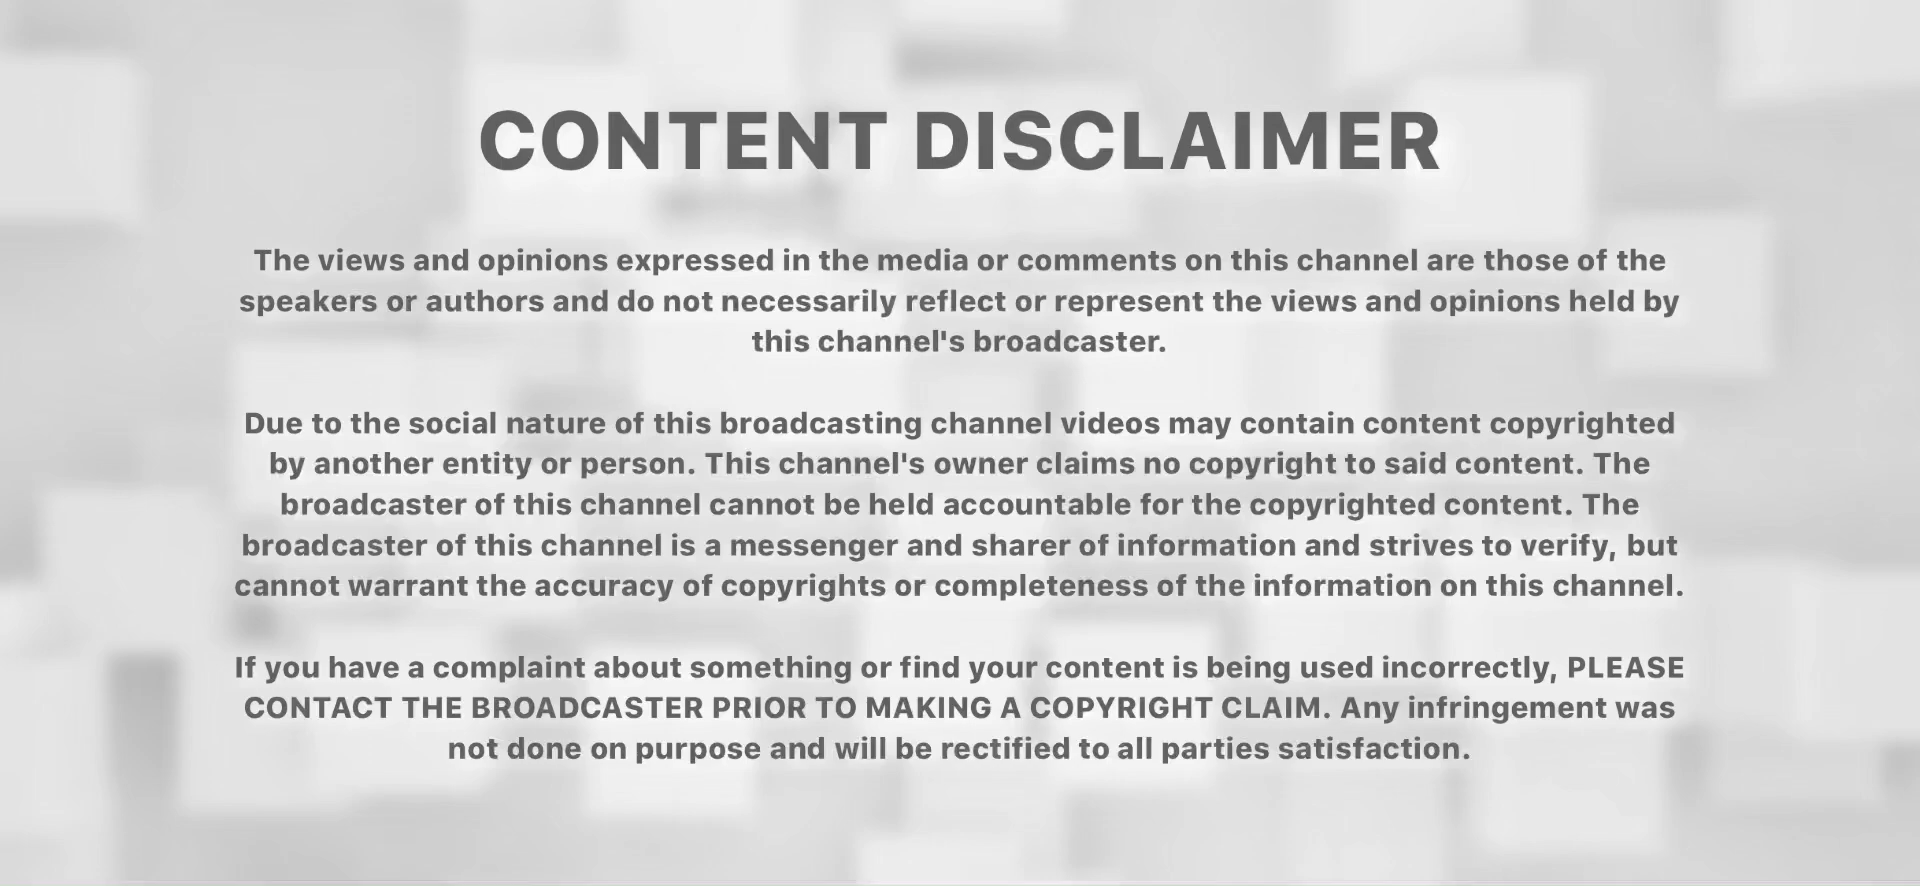 CONTENT DISCLAIMER
The views and opinions expressed in the media or comments on this channel are those of the
speakers or authors and do not necessarily reflect or represent the views and opinions held by
this channel's broadcaster.
Due to the social nature of this broadcasting channel videos may contain content copyrighted
by another entity or person. This channel's owner claims no copyright to said content. The
broadcaster of this channel cannot be held accountable for the copyrighted content. The
broadcaster of this channel is a messenger and sharer of information and strives to verify, but
cannot warrant the accuracy of copyrights or completeness of the information on this channel.
If you have a complaint about something or find your content is being used incorrectly, PLEASE
CONTACT THE BROADCASTER PRIOR TO MAKING A COPYRIGHT CLAIM. Any infringement was
not done on purpose and will be rectified to all parties satisfaction.